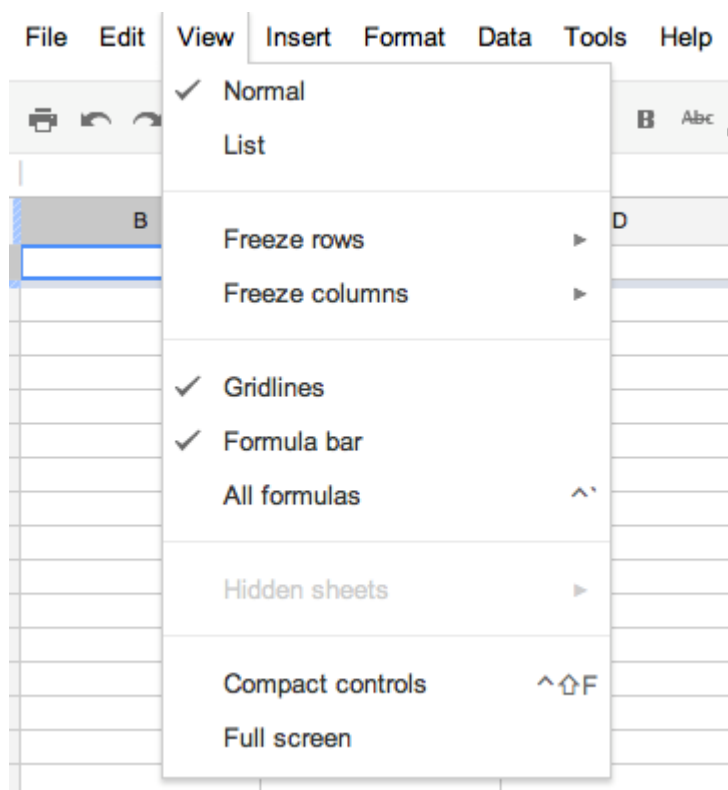 File Edit View Insert Format Data Tools Help
B Abc
B D
Normal
List
Freeze rows
Freeze columns
Gridlines
Formula bar
All formulas ^`
Hidden sheets
Compact controls ^⇧F
Full screen